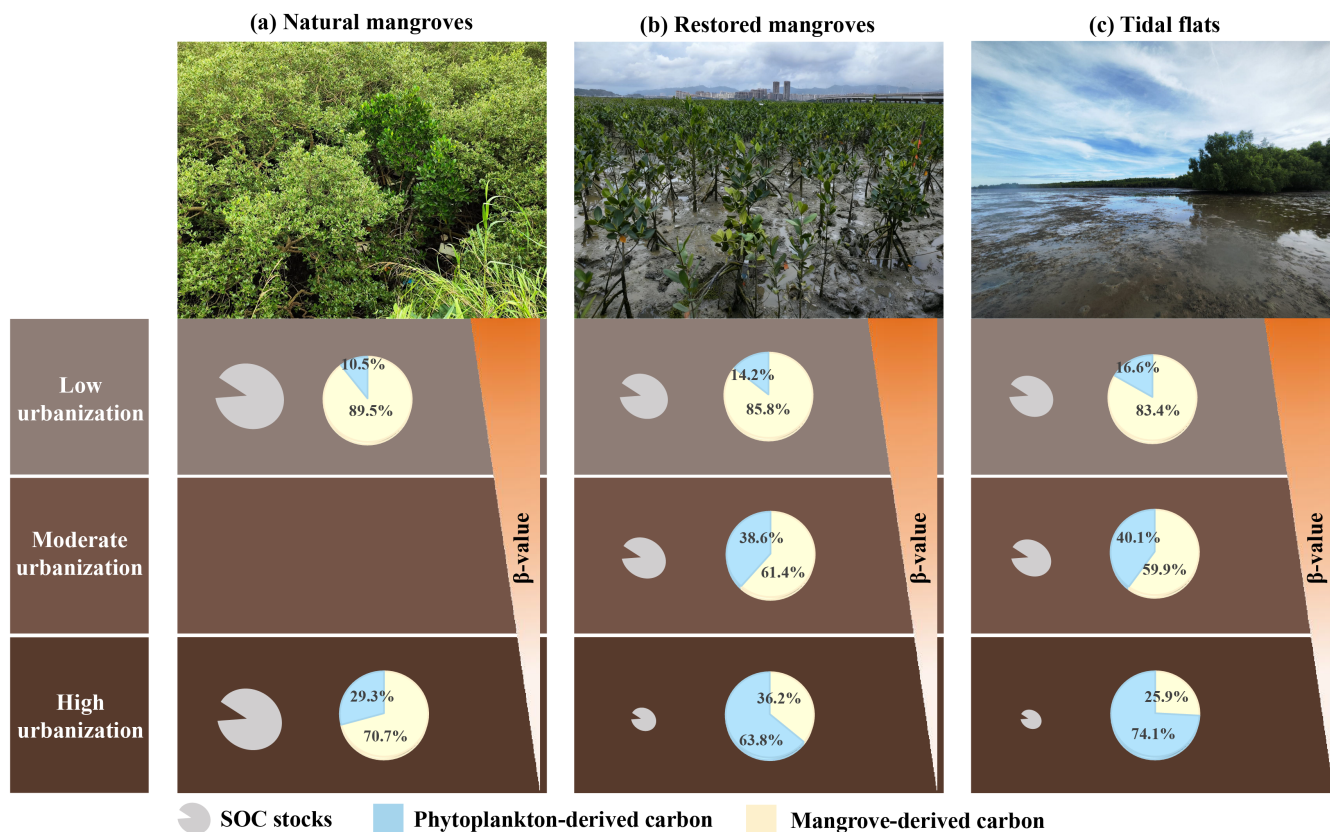 (a) Natural mangroves
(b) Restored mangroves
(c) Tidal flats
Low
urbanization
10.5%
89.5%
14.2%
85.8%
16.6%
83.4%
Moderate
urbanization
β-value
38.6%
61.4%
β-value
40.1%
59.9%
β-value
High
urbanization
29.3%
70.7%
36.2%
63.8%
25.9%
74.1%
SOC stocks
Phytoplankton-derived carbon
Mangrove-derived carbon